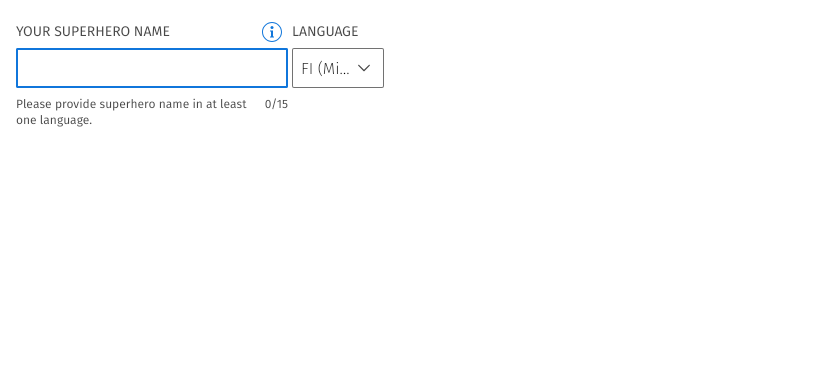 YOUR SUPERHERO NAME
LANGUAGE
FI (Mi...
Please provide superhero name in at least
one language.
0/15